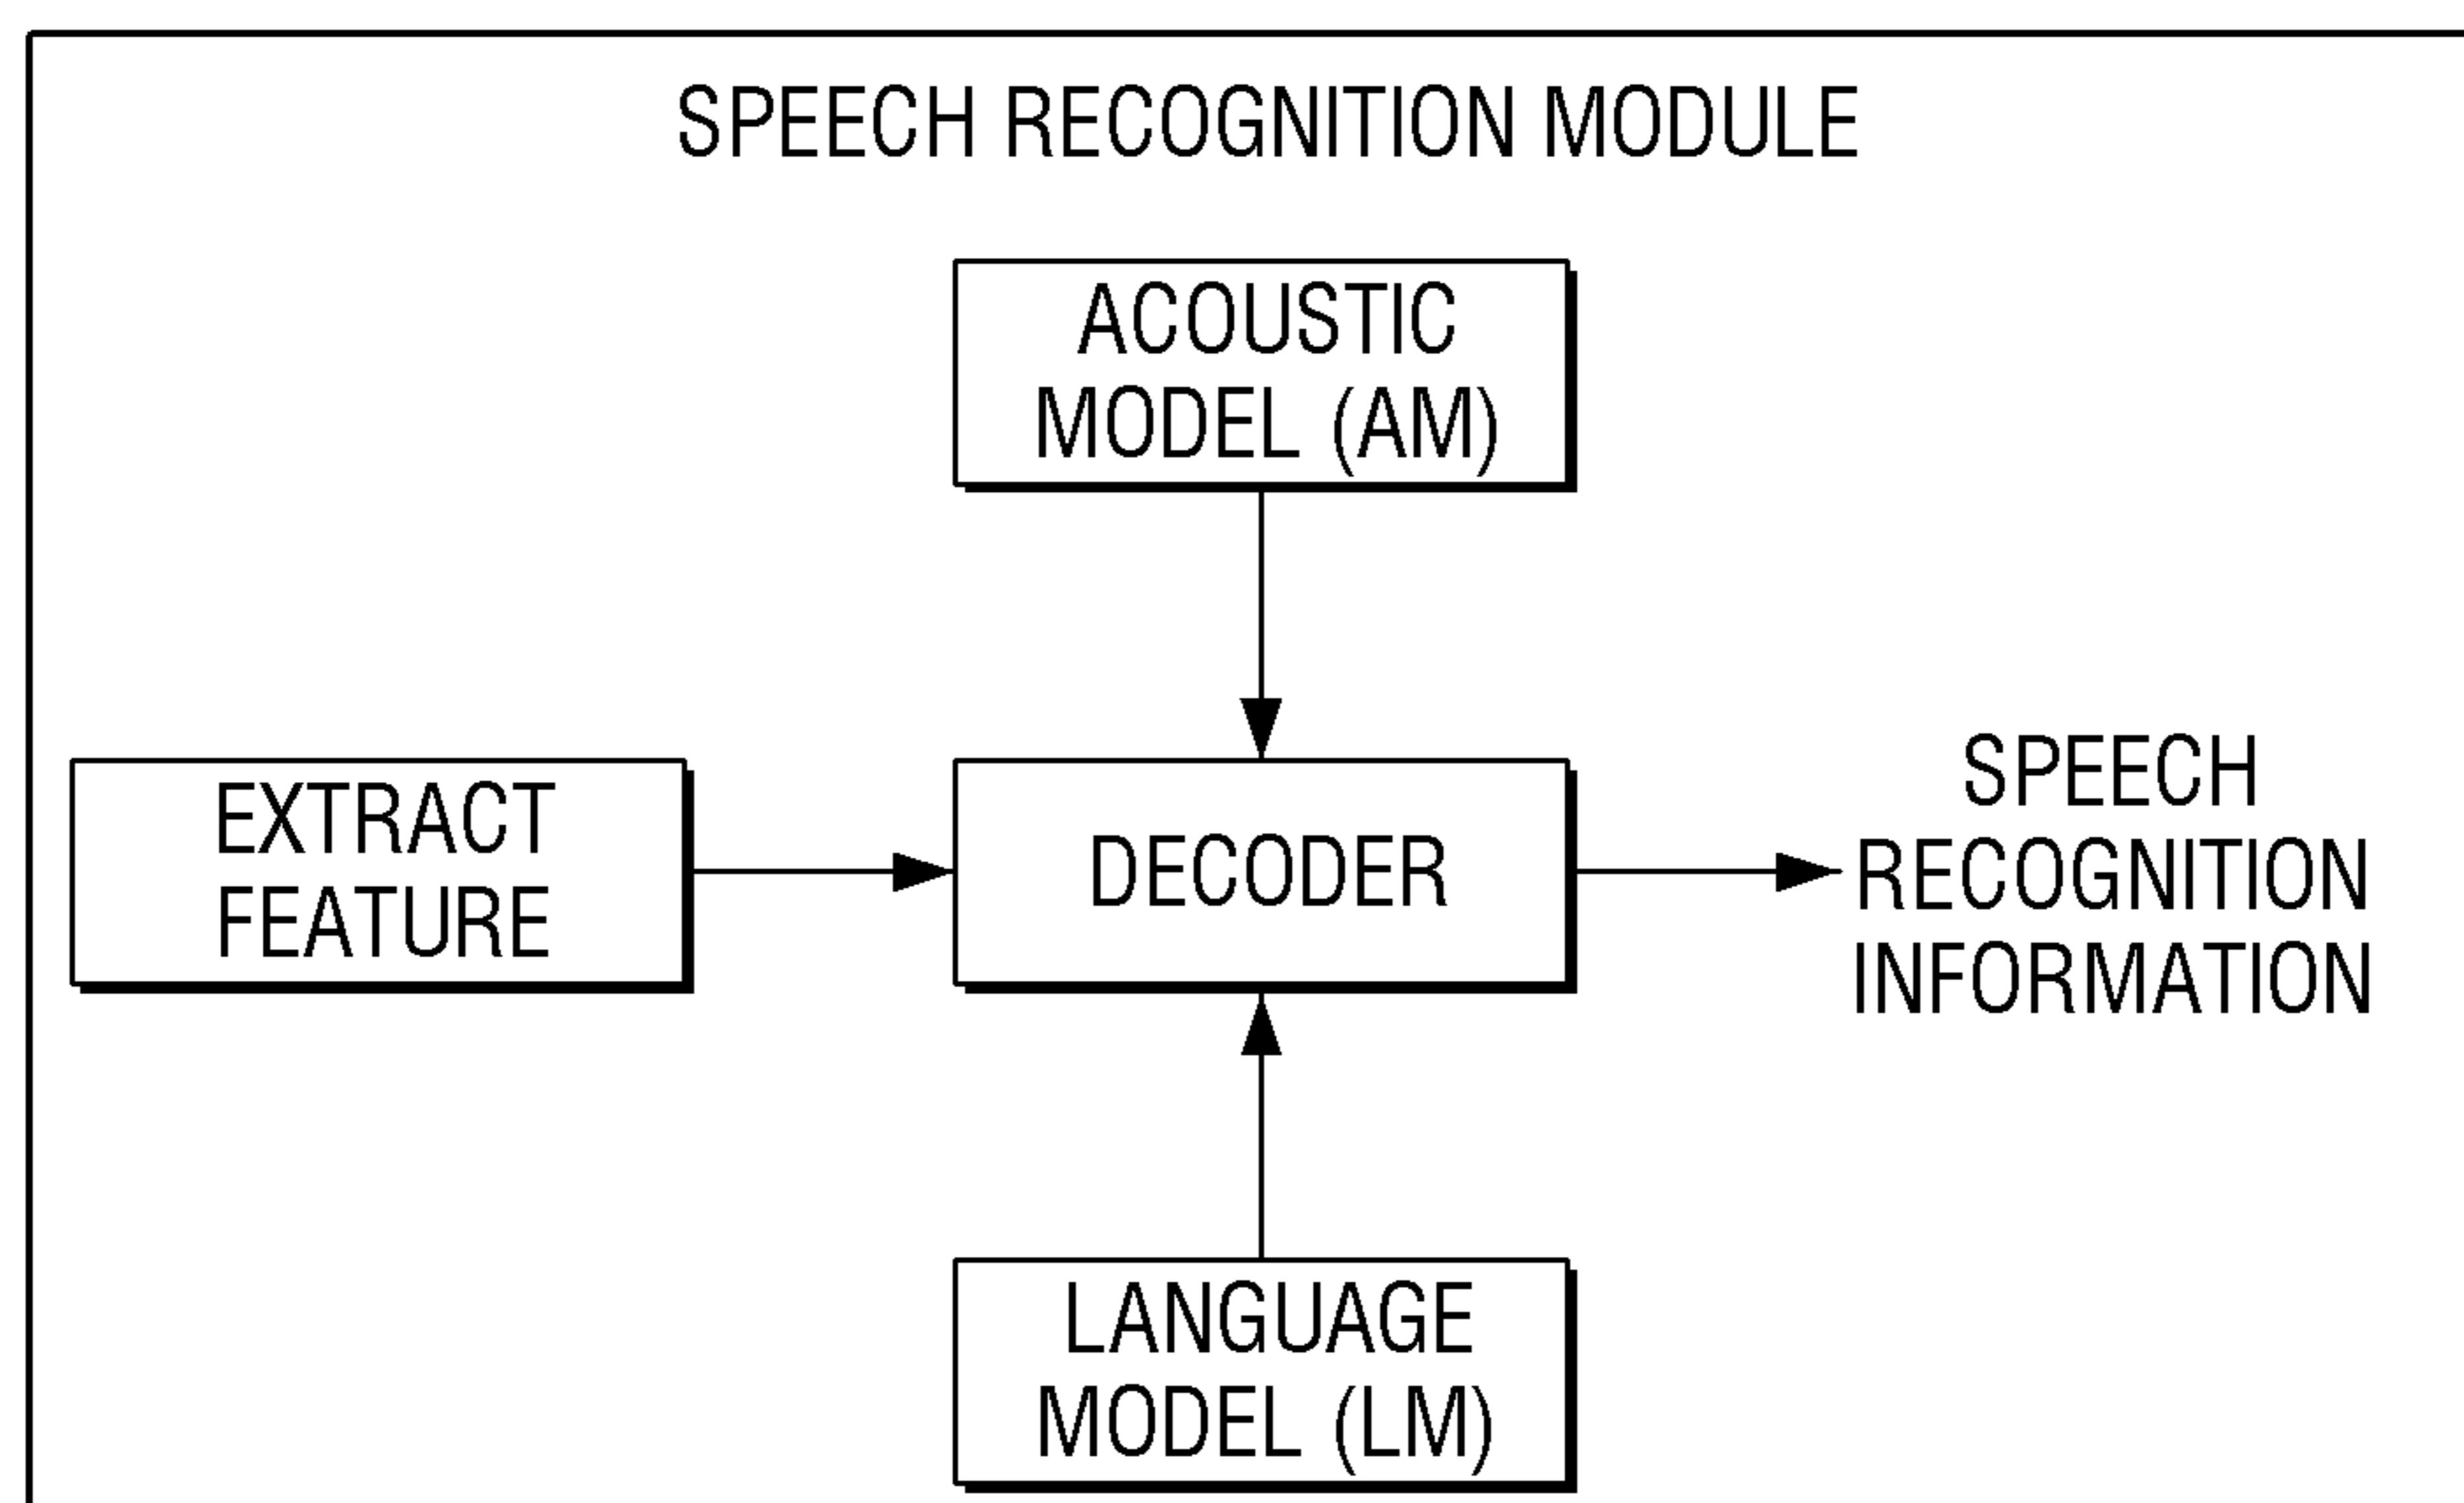 SPEECH RECOGNITION MODULE
ACOUSTIC
MODEL (AM)
EXTRACT
FEATURE
DECODER
SPEECH
RECOGNITION
INFORMATION
LANGUAGE
MODEL (LM)